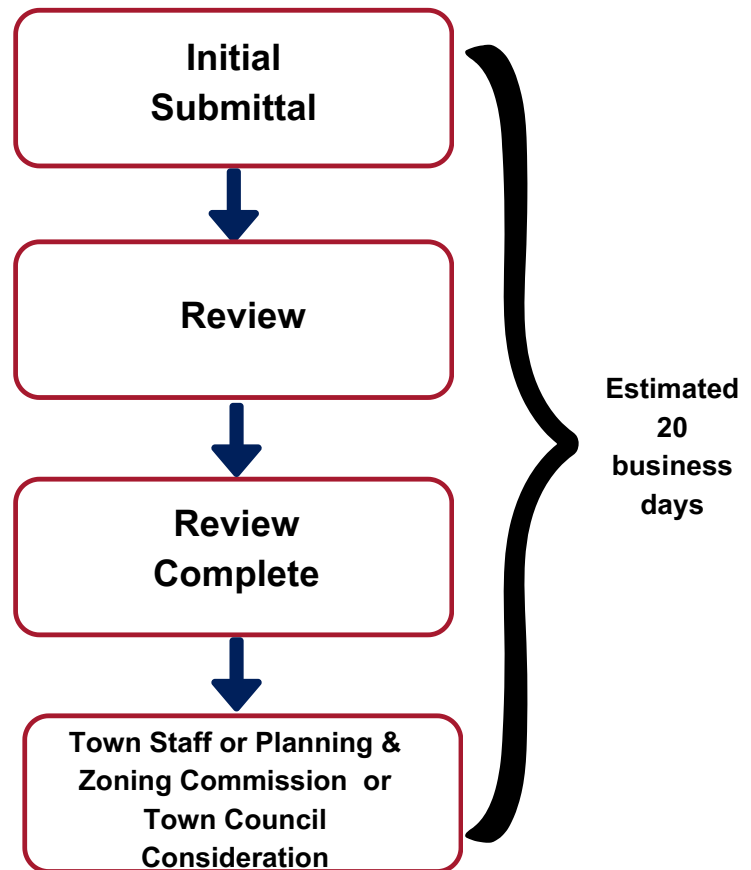 Initial
Submittal
Review
Review
Complete
Town Staff or Planning &
Zoning Commission or
Town Council
Consideration
Estimated
20
business
days